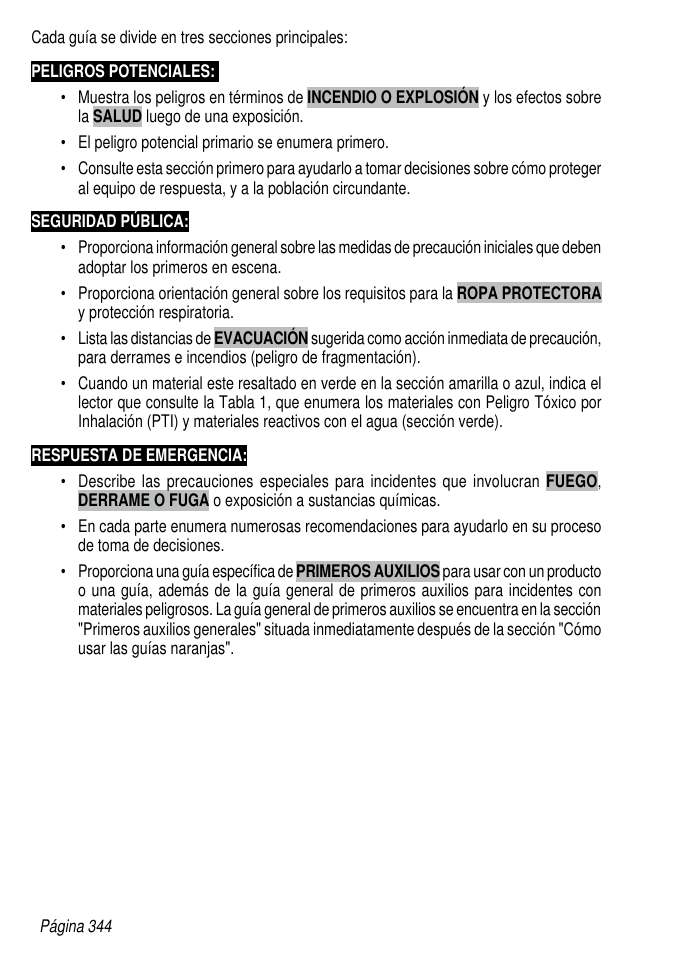 Cada guía se divide en tres secciones principales:
PELIGROS POTENCIALES:
• Muestra los peligros en términos de INCENDIO O EXPLOSIÓN y los efectos sobre
la SALUD luego de una exposición.
• El peligro potencial primario se enumera primero.
• Consulte esta sección primero para ayudarlo a tomar decisiones sobre cómo proteger
al equipo de respuesta, y a la población circundante.
SEGURIDAD PÚBLICA:
• Proporciona información general sobre las medidas de precaución iniciales que deben
adoptar los primeros en escena.
• Proporciona orientación general sobre los requisitos para la ROPA PROTECTORA
y protección respiratoria.
• Lista las distancias de EVACUACIÓN sugerida como acción inmediata de precaución,
para derrames e incendios (peligro de fragmentación).
• Cuando un material este resaltado en verde en la sección amarilla o azul, indica el
lector que consulte la Tabla 1, que enumera los materiales con Peligro Tóxico por
Inhalación (PTI) y materiales reactivos con el agua (sección verde).
RESPUESTA DE EMERGENCIA:
• Describe las precauciones especiales para incidentes que involucran FUEGO,
DERRAME O FUGA o exposición a sustancias químicas.
• En cada parte enumera numerosas recomendaciones para ayudarlo en su proceso
de toma de decisiones.
• Proporciona una guía específica de PRIMEROS AUXILIOS para usar con un producto
o una guía, además de la guía general de primeros auxilios para incidentes con
materiales peligrosos. La guía general de primeros auxilios se encuentra en la sección
"Primeros auxilios generales" situada inmediatamente después de la sección "Cómo
usar las guías naranjas".
Página 344